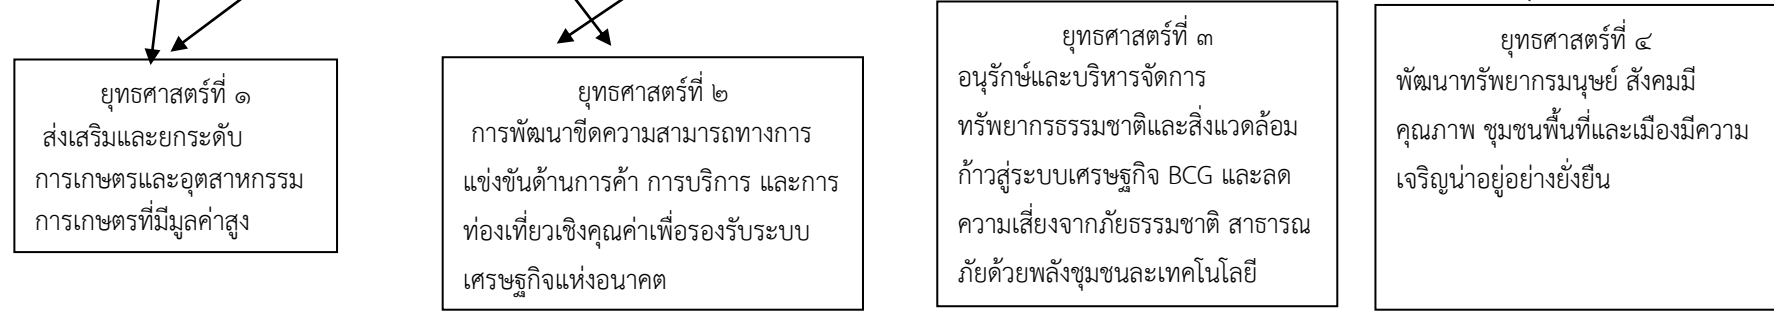 ยุทธศาสตร์ที่ ๑
ส่งเสริมและยกระดับ
การเกษตรและอุตสาหกรรม
การเกษตรที่มีมูลค่าสูง
ยุทธศาสตร์ที่ ๒
การพัฒนาขีดความสามารถทางการ
แข่งขันด้านการค้า การบริการ และการ
ท่องเที่ยวเชิงคุณค่าเพื่อรองรับระบบ
เศรษฐกิจแห่งอนาคต
ยุทธศาสตร์ที่ ๓
อนุรักษ์และบริหารจัดการ
ทรัพยากรธรรมชาติและสิ่งแวดล้อม
ก้าวสู่ระบบเศรษฐกิจ BCG และลด
ความเสี่ยงจากภัยธรรมชาติ สาธารณ
ภัยด้วยพลังชุมชนละเทคโนโลยี
ยุทธศาสตร์ที่ ๔
พัฒนาทรัพยากรมนุษย์ สังคมมี
คุณภาพ ชุมชนพื้นที่และเมืองมีความ
เจริญน่าอยู่อย่างยั่งยืน